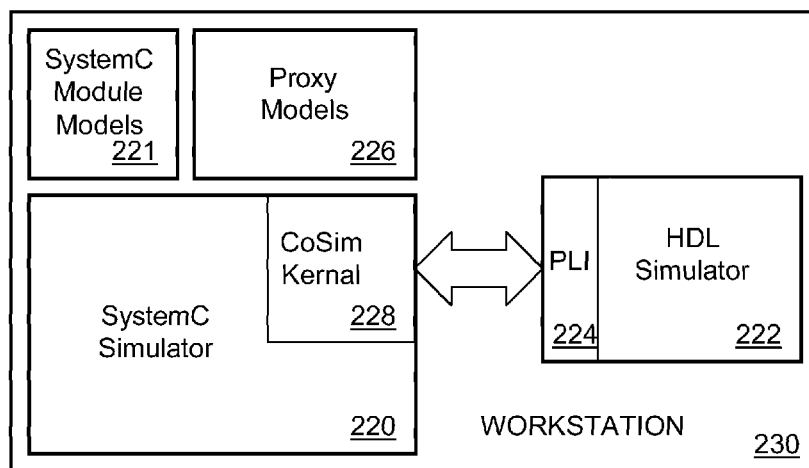 SystemC
Module
Models
221
Proxy
Models
226
CoSim
Kernal
228
SystemC
Simulator
220
PLI
224
HDL
Simulator
222
WORKSTATION
230